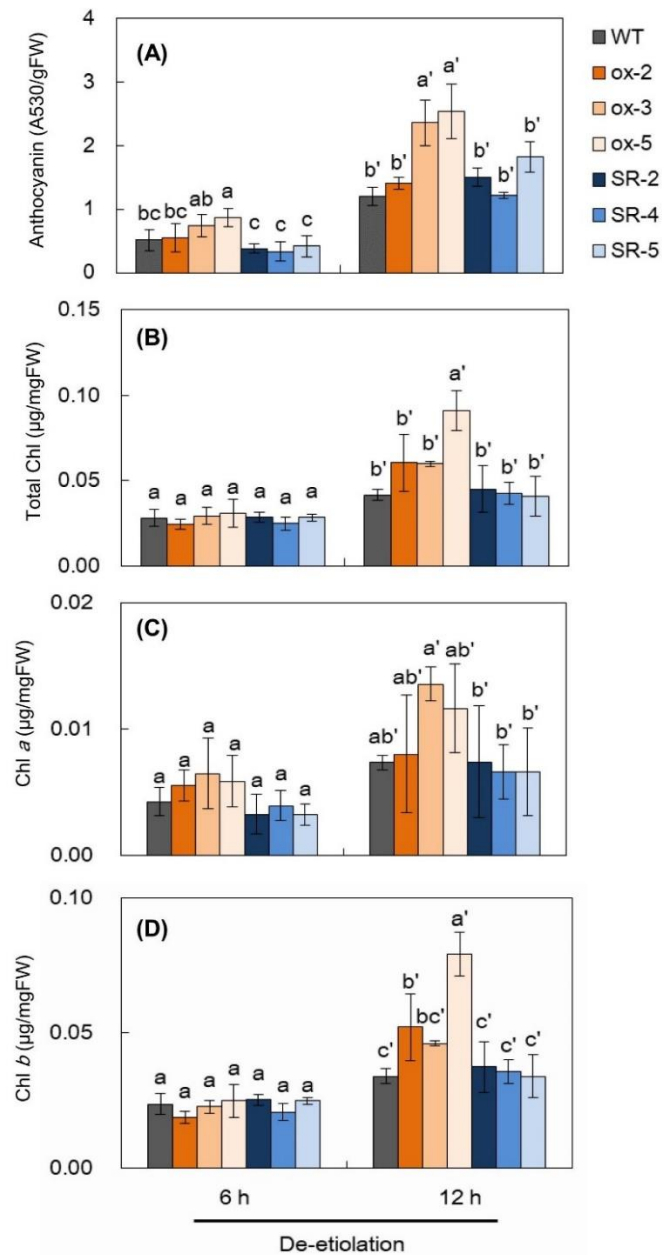 4
(A)
a'
a'
WT
ox-2
ox-3
ox-5
SR-2
SR-4
SR-5
3
2
1
0
Anthocyanin (A530/gFW)
bc bc ab a c c c
b' b' b' b' b'
0.15
(B)
0.10
0.05
0.00
Total Chl (µg/mgFW)
a a a a a a a
b' b' b' a' b' b' b'
0.02
(C)
0.01
0.00
Chl a (µg/mgFW)
a a a a a a a
ab' ab' a' ab' b' b' b'
0.10
(D)
0.05
0.00
Chl b (µg/mgFW)
a a a a a a a
c' b' bc' a' c' c' c'
6 h 12 h
De-etiolation